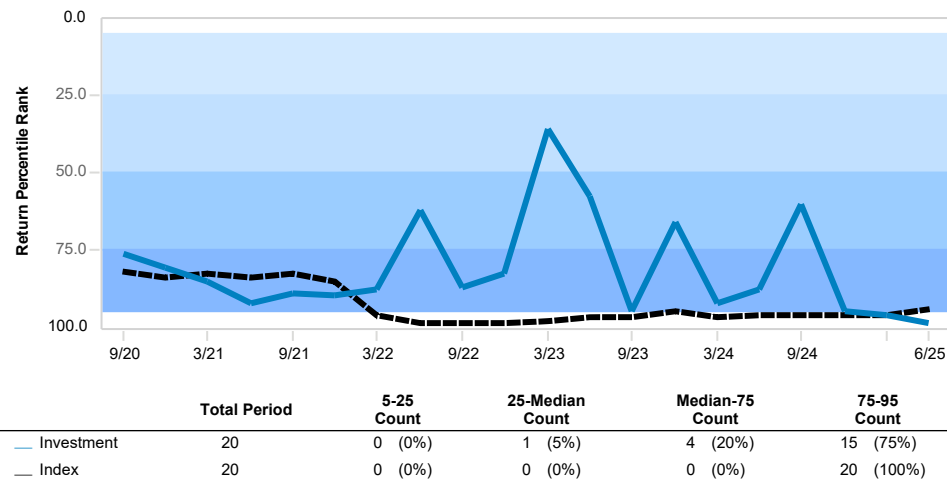 0.0
25.0
50.0
75.0
100.0
Return Percentile Rank
9/20 3/21 9/21 3/22 9/22 3/23 9/23 3/24 9/24 6/25
Total Period 5-25 Count 25-Median Count Median-75 Count 75-95 Count
Investment 20 0 (0%) 1 (5%) 4 (20%) 15 (75%)
Index 20 0 (0%) 0 (0%) 0 (0%) 20 (100%)